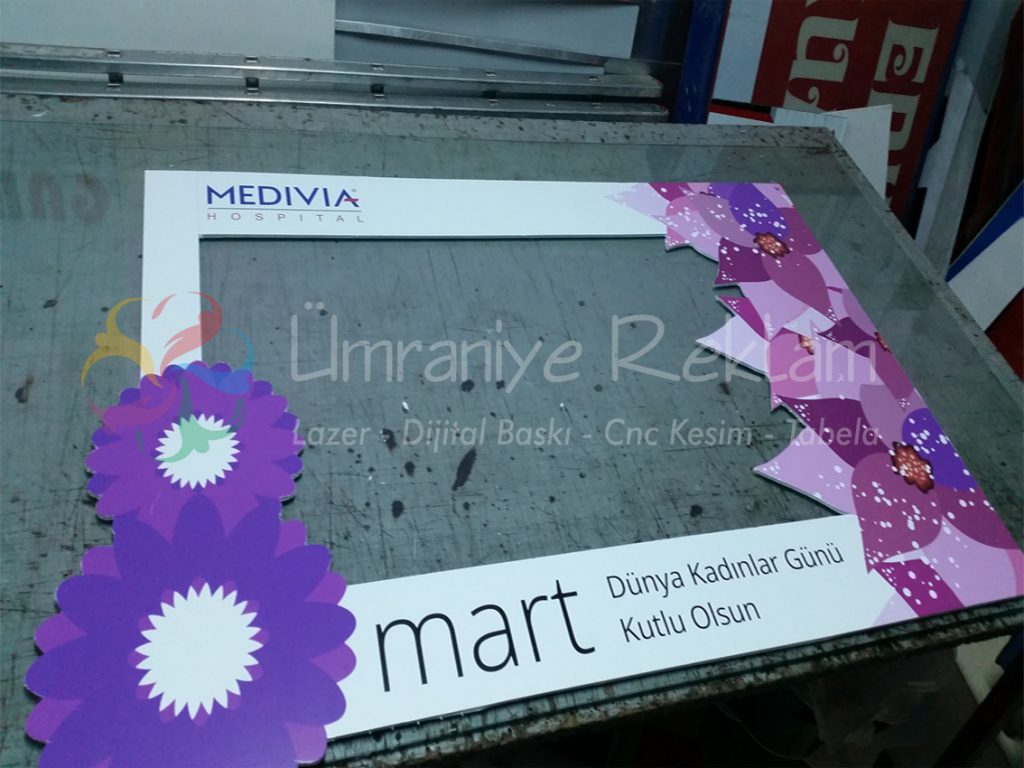 MEDIVIA
HOSPITAL
Ümraniye Reklam
Lazer - Dijital Baskı - Cnc Kesim - Tabela
mart
Dünya Kadınlar Günü
Kutlu Olsun